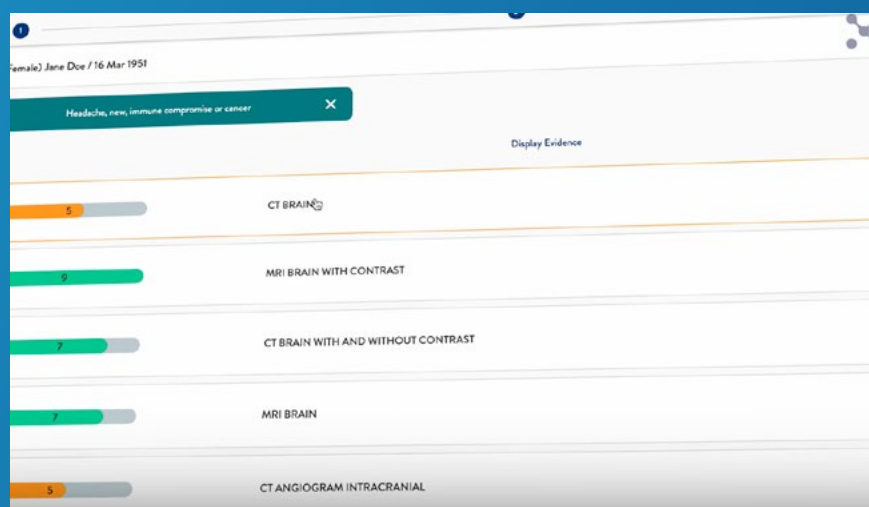 1
Female) Jane Doe / 16 Mar 1951
Headache, new, immune compromise or cancer ✕
Display Evidence
5 CT BRAIN
9 MRI BRAIN WITH CONTRAST
7 CT BRAIN WITH AND WITHOUT CONTRAST
7 MRI BRAIN
5 CT ANGIOGRAM INTRACRANIAL